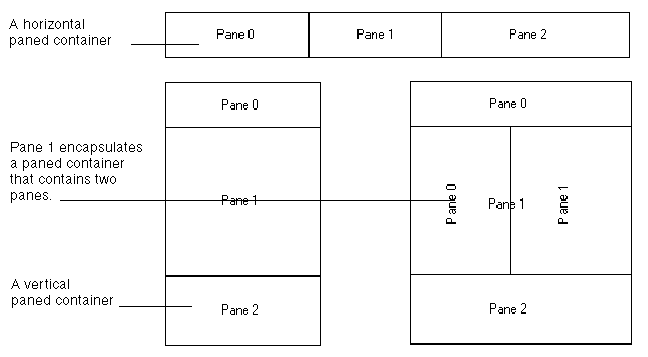 A horizontal
paned container
Pane 0
Pane 1
Pane 2
Pane 0
Pane 0
Pane 1 encapsulates
a paned container
that contains two
panes.
Pane 1
Pane 0
Pane 1
Pane 1
A vertical
paned container
Pane 2
Pane 2